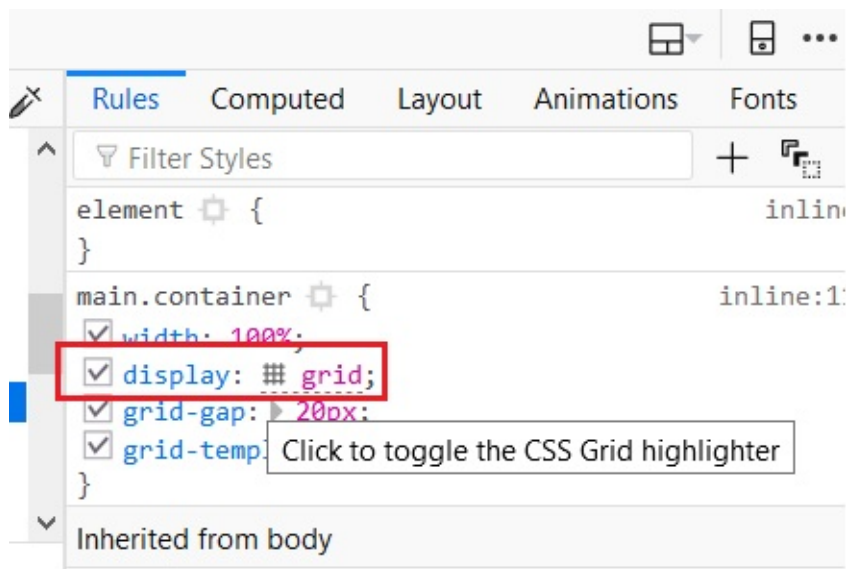 Rules Computed Layout Animations Fonts
Filter Styles
element {
}
main.container {
width: 100%;
display: grid;
grid-gap: 20px;
grid-templ
Click to toggle the CSS Grid highlighter
}
Inherited from body